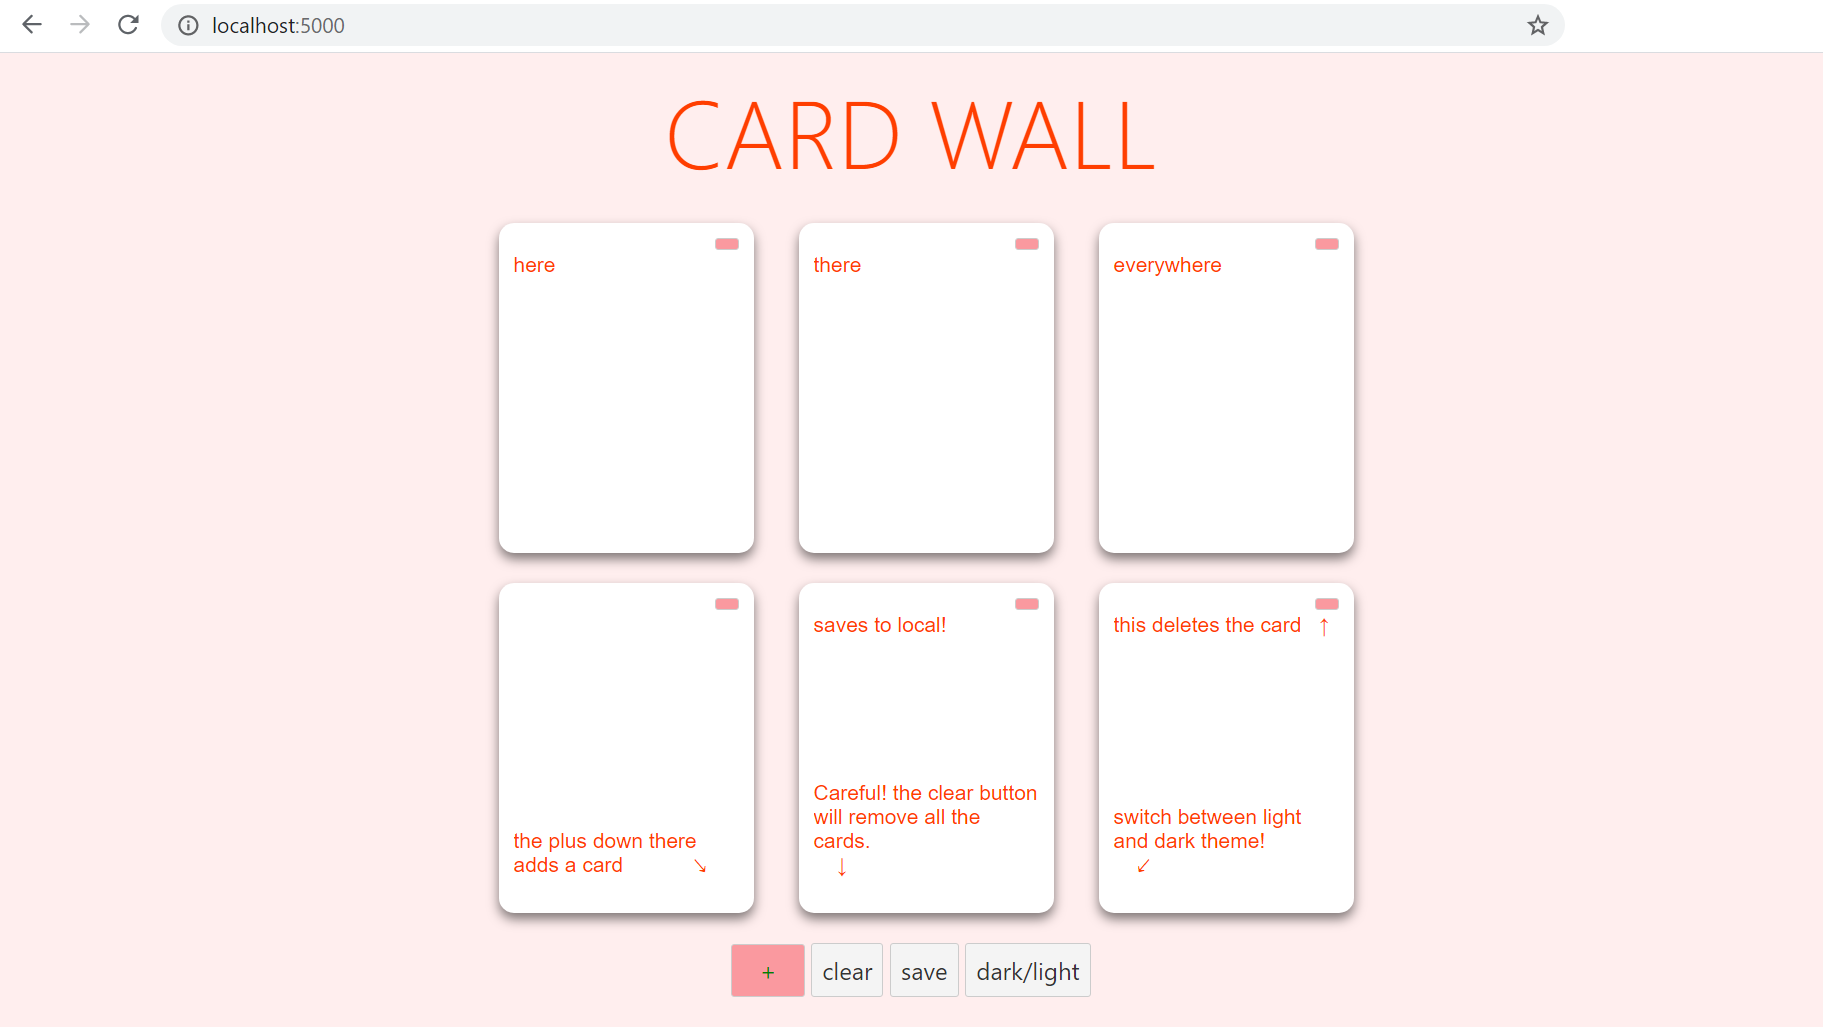 localhost:5000
CARD WALL
here
there
everywhere
the plus down there
adds a card ↘
saves to local!
Careful! the clear button
will remove all the
cards.
↓
this deletes the card ↑
switch between light
and dark theme!
↙
+
clear
save
dark/light